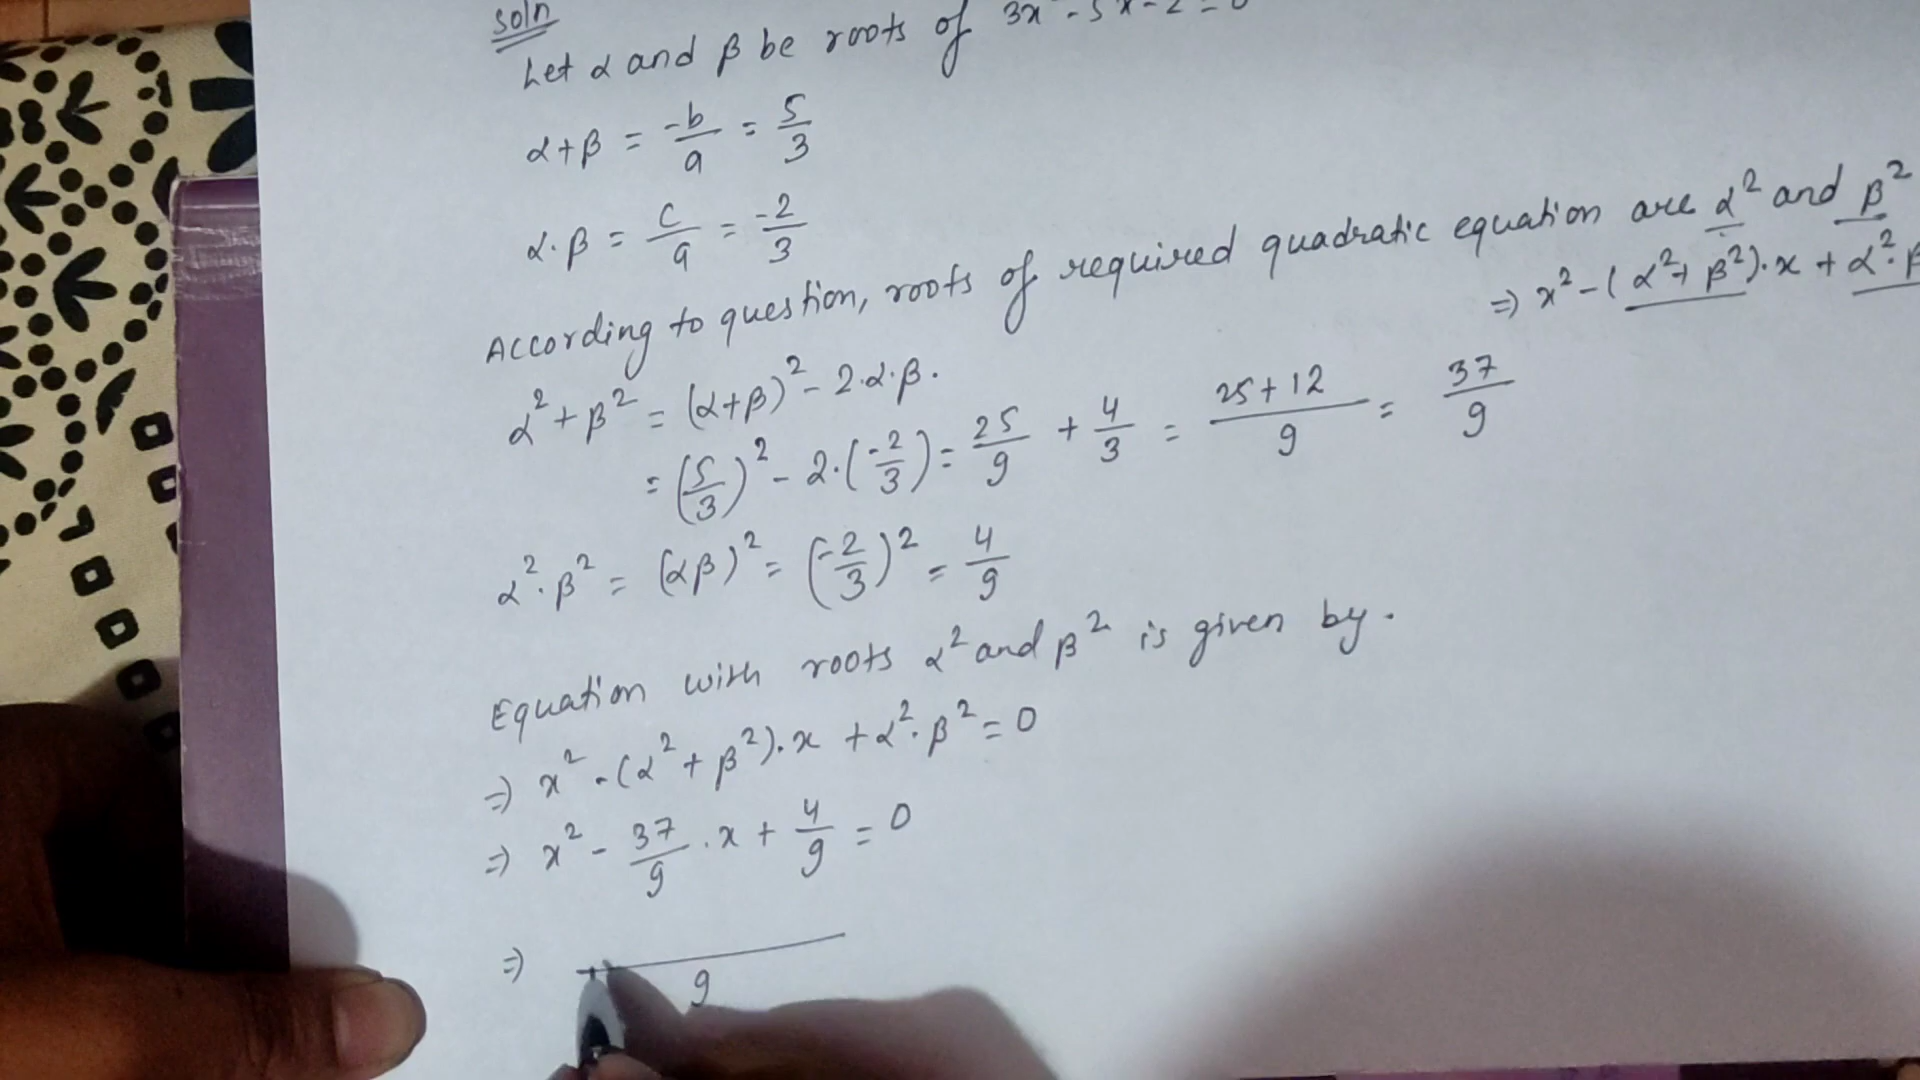 Soln
Let α and β be roots of 3x² - 5x - 2 = 0
α + β = -b/a = 5/3
α · β = c/a = -2/3
According to question, roots of required quadratic equation are α² and β²
⇒ x² - (α² + β²) · x + α² · β
α² + β² = (α+β)² - 2·α·β.
= (5/3)² - 2·(-2/3) = 25/9 + 4/3 = 25+12/9 = 37/9
α² · β² = (αβ)² = (-2/3)² = 4/9
Equation with roots α² and β² is given by.
⇒ x² - (α² + β²) · x + α² · β² = 0
⇒ x² - 37/9 · x + 4/9 = 0
⇒ /9